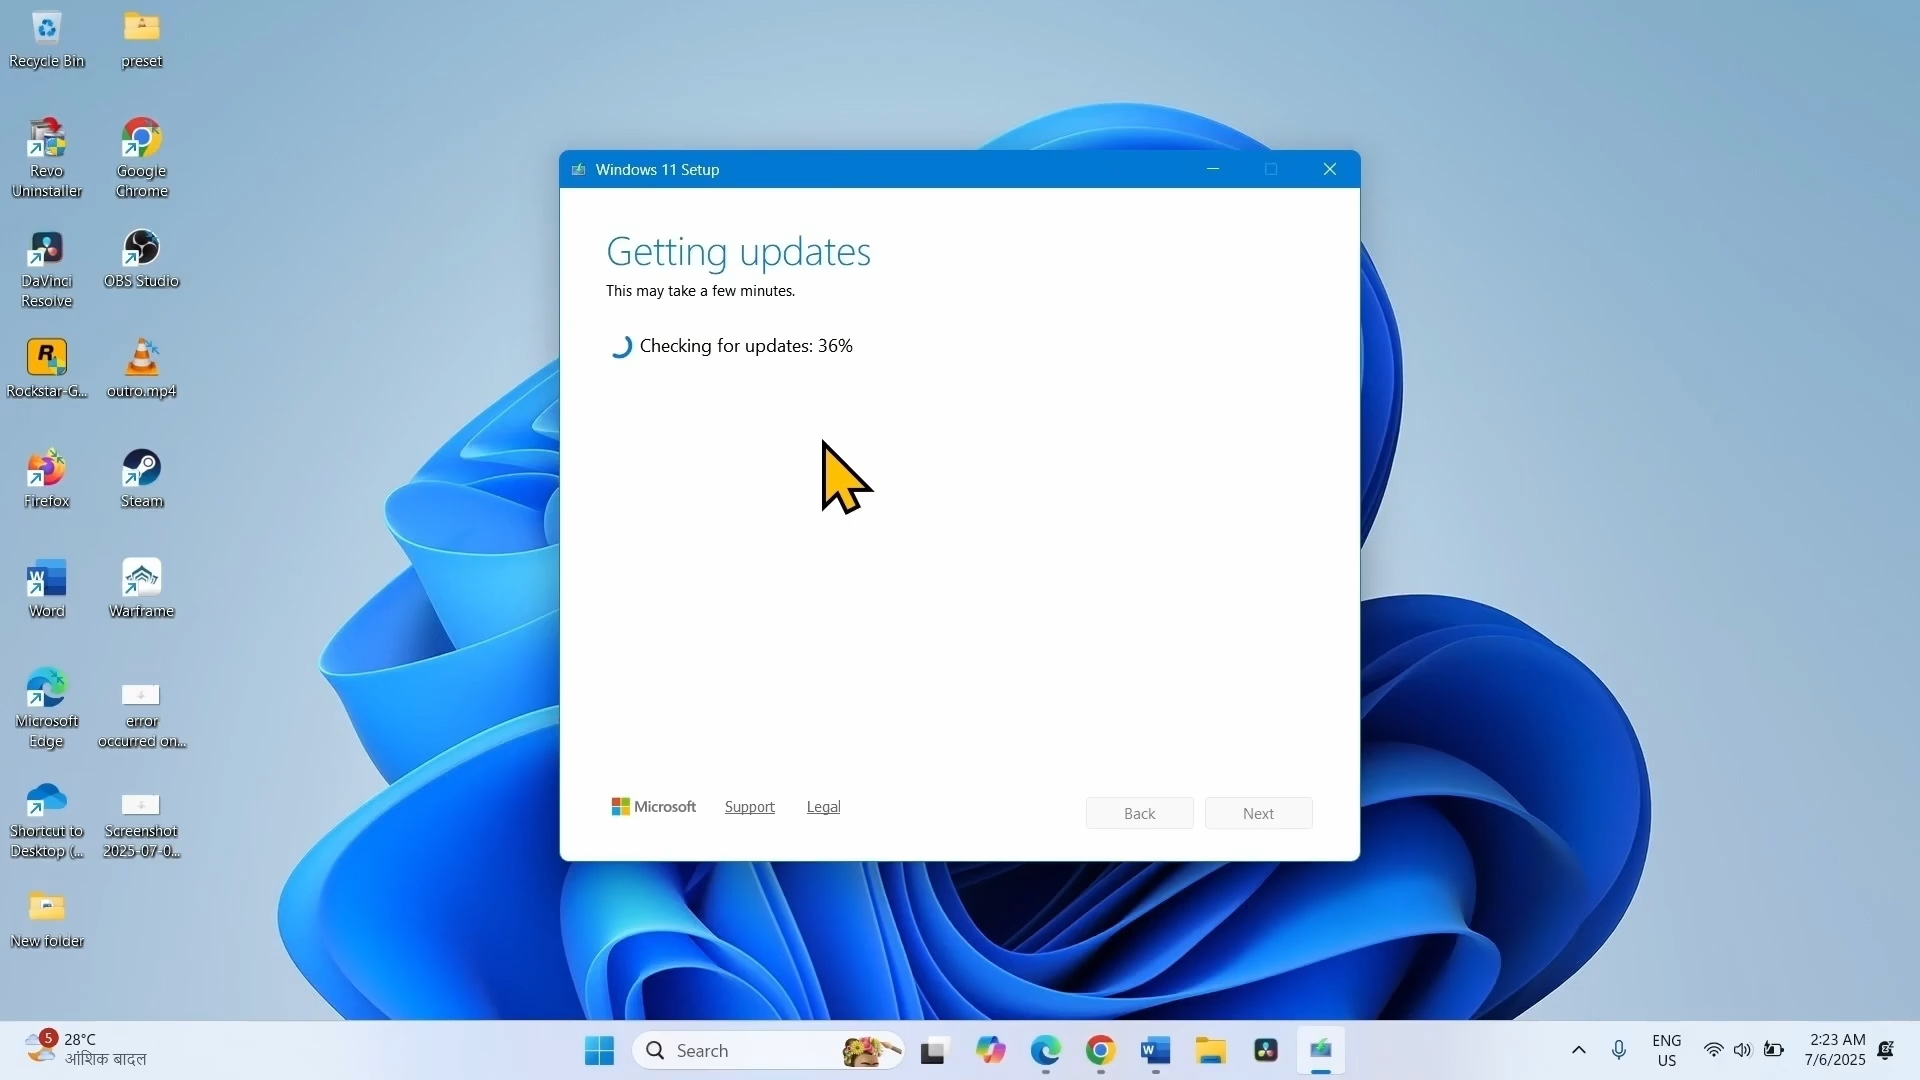 Recycle Bin
preset
Revo
Uninstaller
Google
Chrome
DaVinci
Resolve
OBS Studio
Rockstar-G...
outro.mp4
Firefox
Steam
Word
Warframe
Microsoft
Edge
error
occurred on...
Shortcut to
Desktop (...
Screenshot
2025-07-0...
New folder
Windows 11 Setup
Getting updates
This may take a few minutes.
Checking for updates: 36%
Microsoft
Support
Legal
Back
Next
5
28°C
आंशिक बादल
Search
ENG
US
2:23 AM
7/6/2025